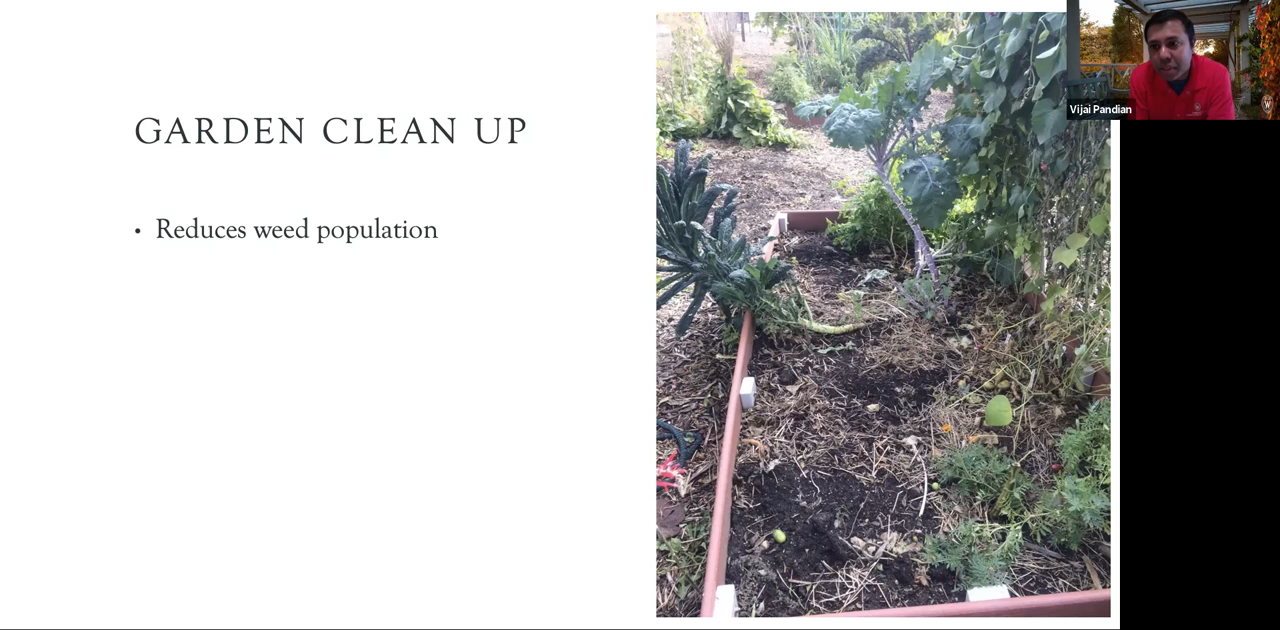 GARDEN CLEAN UP
• Reduces weed population
Vijai Pandian
W